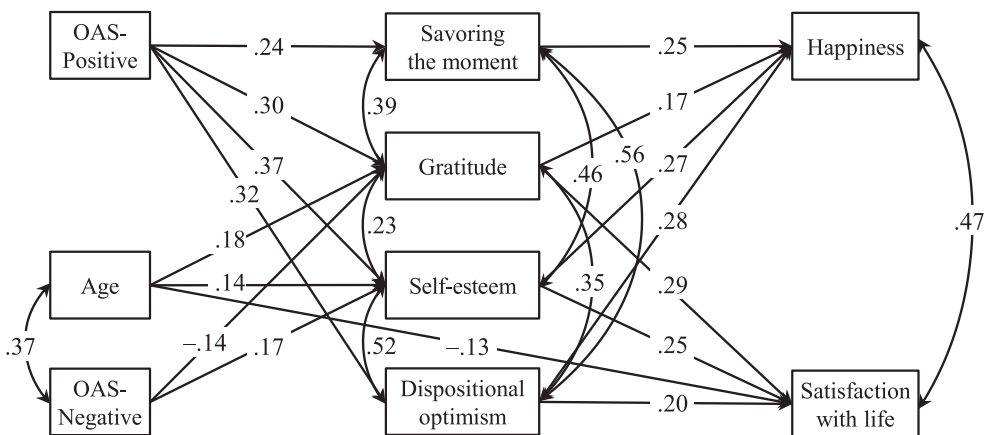 OAS-
Positive
.24
Savoring
the moment
.25
Happiness
.30
.39
.17
.37
Gratitude
.56
.27
.32
.46
.18
.23
.28
.47
Age
.14
Self-esteem
.35
.29
.37
–.14
.17
.52
–.13
.25
OAS-
Negative
Dispositional
optimism
.20
Satisfaction
with life